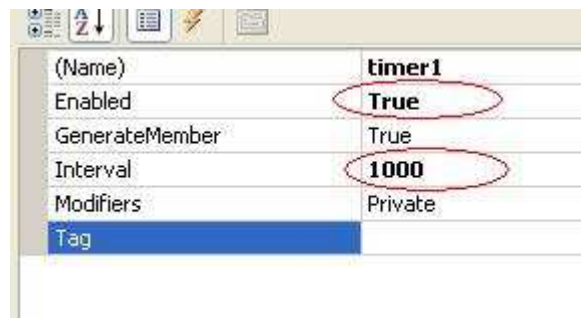 A Z
(Name) timer1
Enabled True
GenerateMember True
Interval 1000
Modifiers Private
Tag